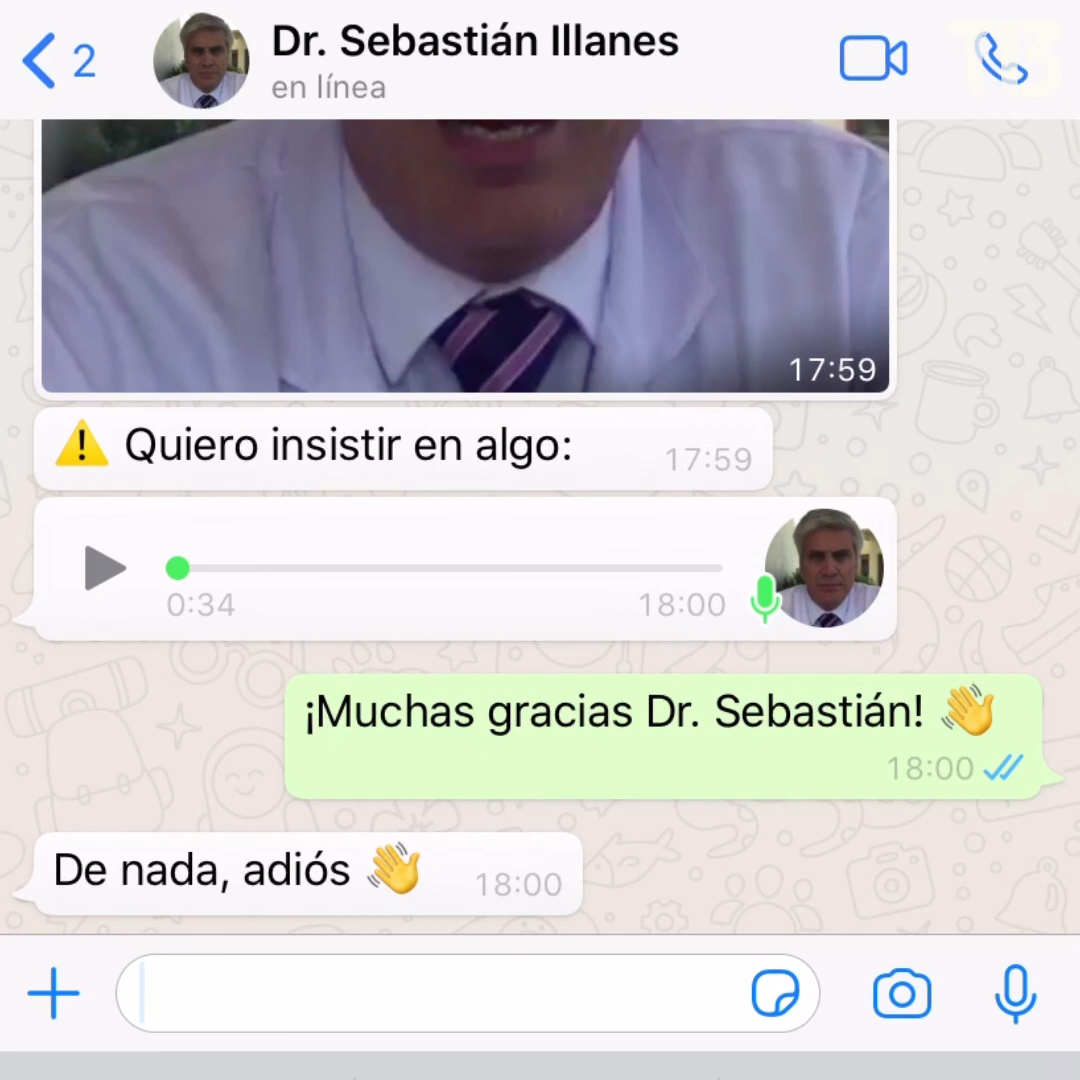 2
Dr. Sebastián Illanes
en línea
T13
17:59
⚠️ Quiero insistir en algo:
17:59
0:34
18:00
¡Muchas gracias Dr. Sebastián! 👋
18:00
De nada, adiós 👋
18:00